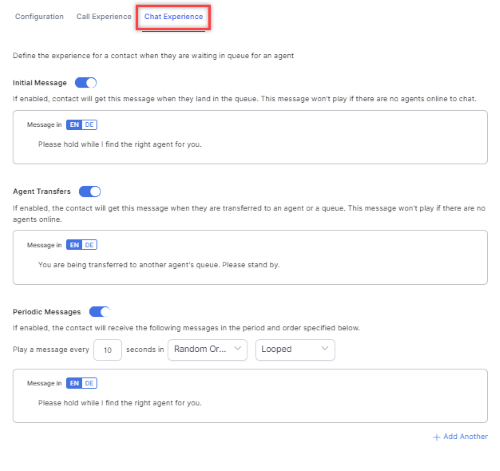 Configuration Call Experience Chat Experience
Define the experience for a contact when they are waiting in queue for an agent
Initial Message
If enabled, contact will get this message when they land in the queue. This message won't play if there are no agents online to chat.
Message in EN DE
Please hold while I find the right agent for you.
Agent Transfers
If enabled, the contact will get this message when they are transferred to an agent or a queue. This message won't play if there are no
agents online.
Message in EN DE
You are being transferred to another agent's queue. Please stand by.
Periodic Messages
If enabled, the contact will receive the following messages in the period and order specified below.
Play a message every 10 seconds in Random Or... Looped
Message in EN DE
Please hold while I find the right agent for you.
+ Add Another